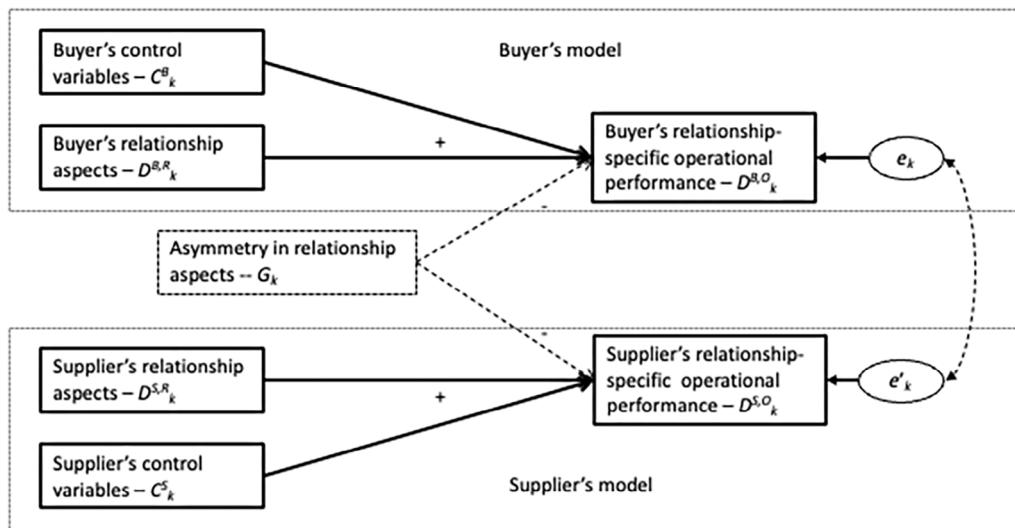 Buyer's model
Buyer's control
variables – C^B_k
Buyer's relationship
aspects – D^{B,R}_k
+
Buyer's relationship-
specific operational
performance – D^{B,O}_k
e_k
-
Asymmetry in relationship
aspects -- G_k
-
Supplier's relationship
aspects – D^{S,R}_k
+
Supplier's relationship-
specific operational
performance – D^{S,O}_k
e'_k
Supplier's control
variables – C^S_k
Supplier's model